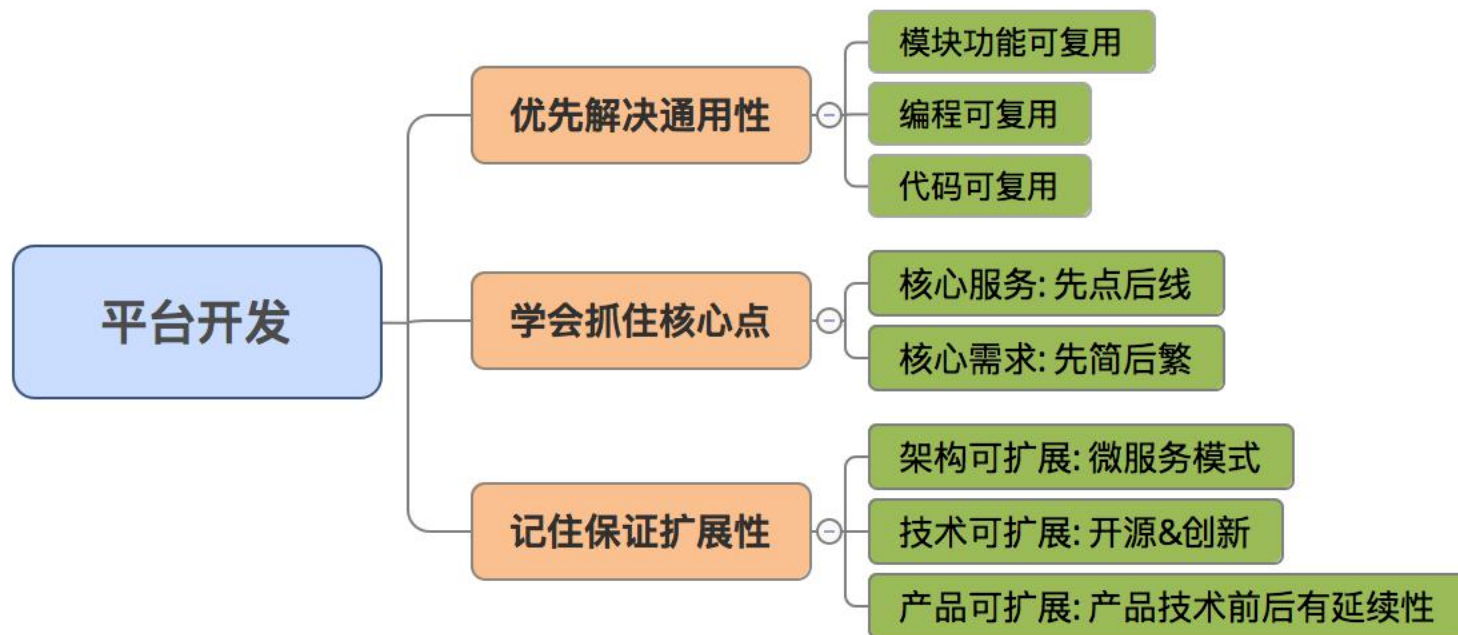 平台开发
优先解决通用性
模块功能可复用
编程可复用
代码可复用
学会抓住核心点
核心服务: 先点后线
核心需求: 先简后繁
记住保证扩展性
架构可扩展: 微服务模式
技术可扩展: 开源&创新
产品可扩展: 产品技术前后有延续性